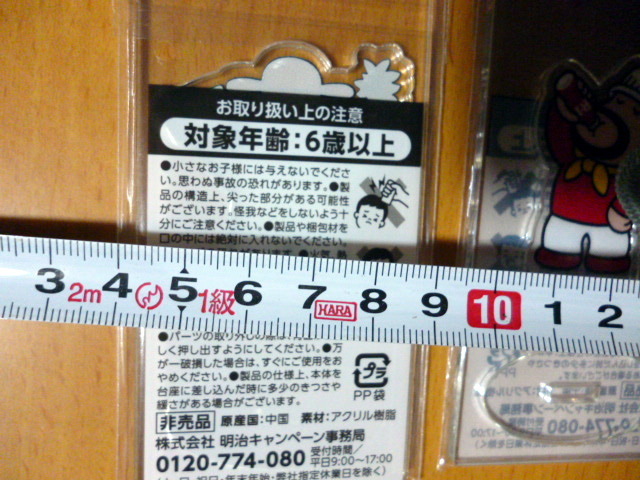 お取り扱い上の注意
対象年齢:6歳以上
●小さなお子様には与えないでくださ
い。思わぬ事故の恐れがあります。●製
品の構造上、尖った部分がある可能性
がございます。怪我などをしないよう十
分にご注意ください。●製品や梱包材を
口の中には絶対に入れないでください。
3 2m 4 5 1級 6 7 HARA 8 9 10 1 2
しく押し出すようにしてください。●万
が一破損した場合は、すぐにご使用をお
やめください。●製品の仕様上、本体を
台座に差し込んだ時に多少のきつさや
緩さがある場合がございます。
プラ
PP袋
非売品 原産国:中国 素材:アクリル樹脂
株式会社 明治キャンペーン事務局
0120-774-080 受付時間/
平日9:00~17:00
-774-080